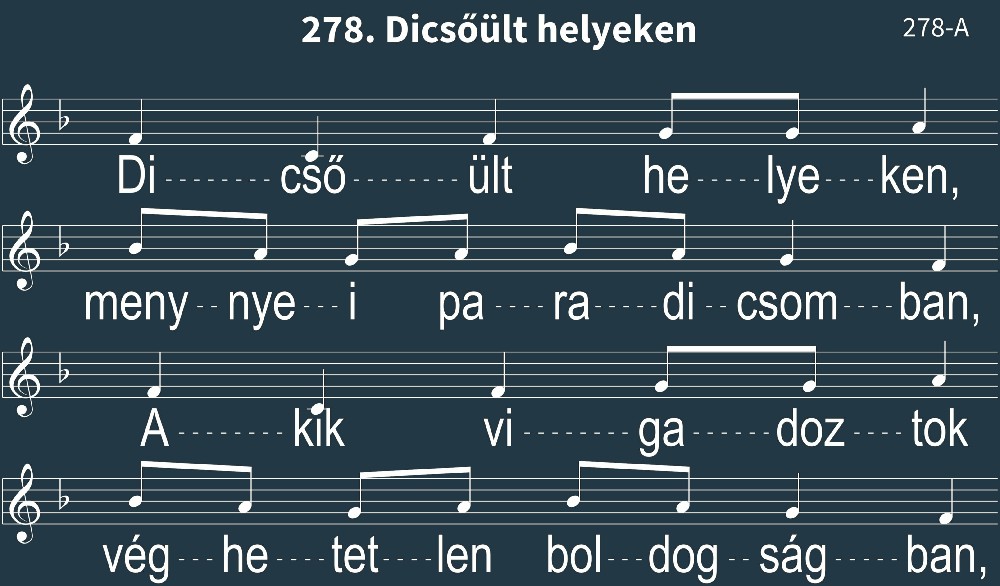 278. Dicsőült helyeken
278-A
Di-------- cső-------- ült he-----lye----ken,
meny--nye---i pa----ra-----di--csom----ban,
A-------- kik vi------- ga------doz----tok
vég---he----tet----len bol--dog--ság-----ban,